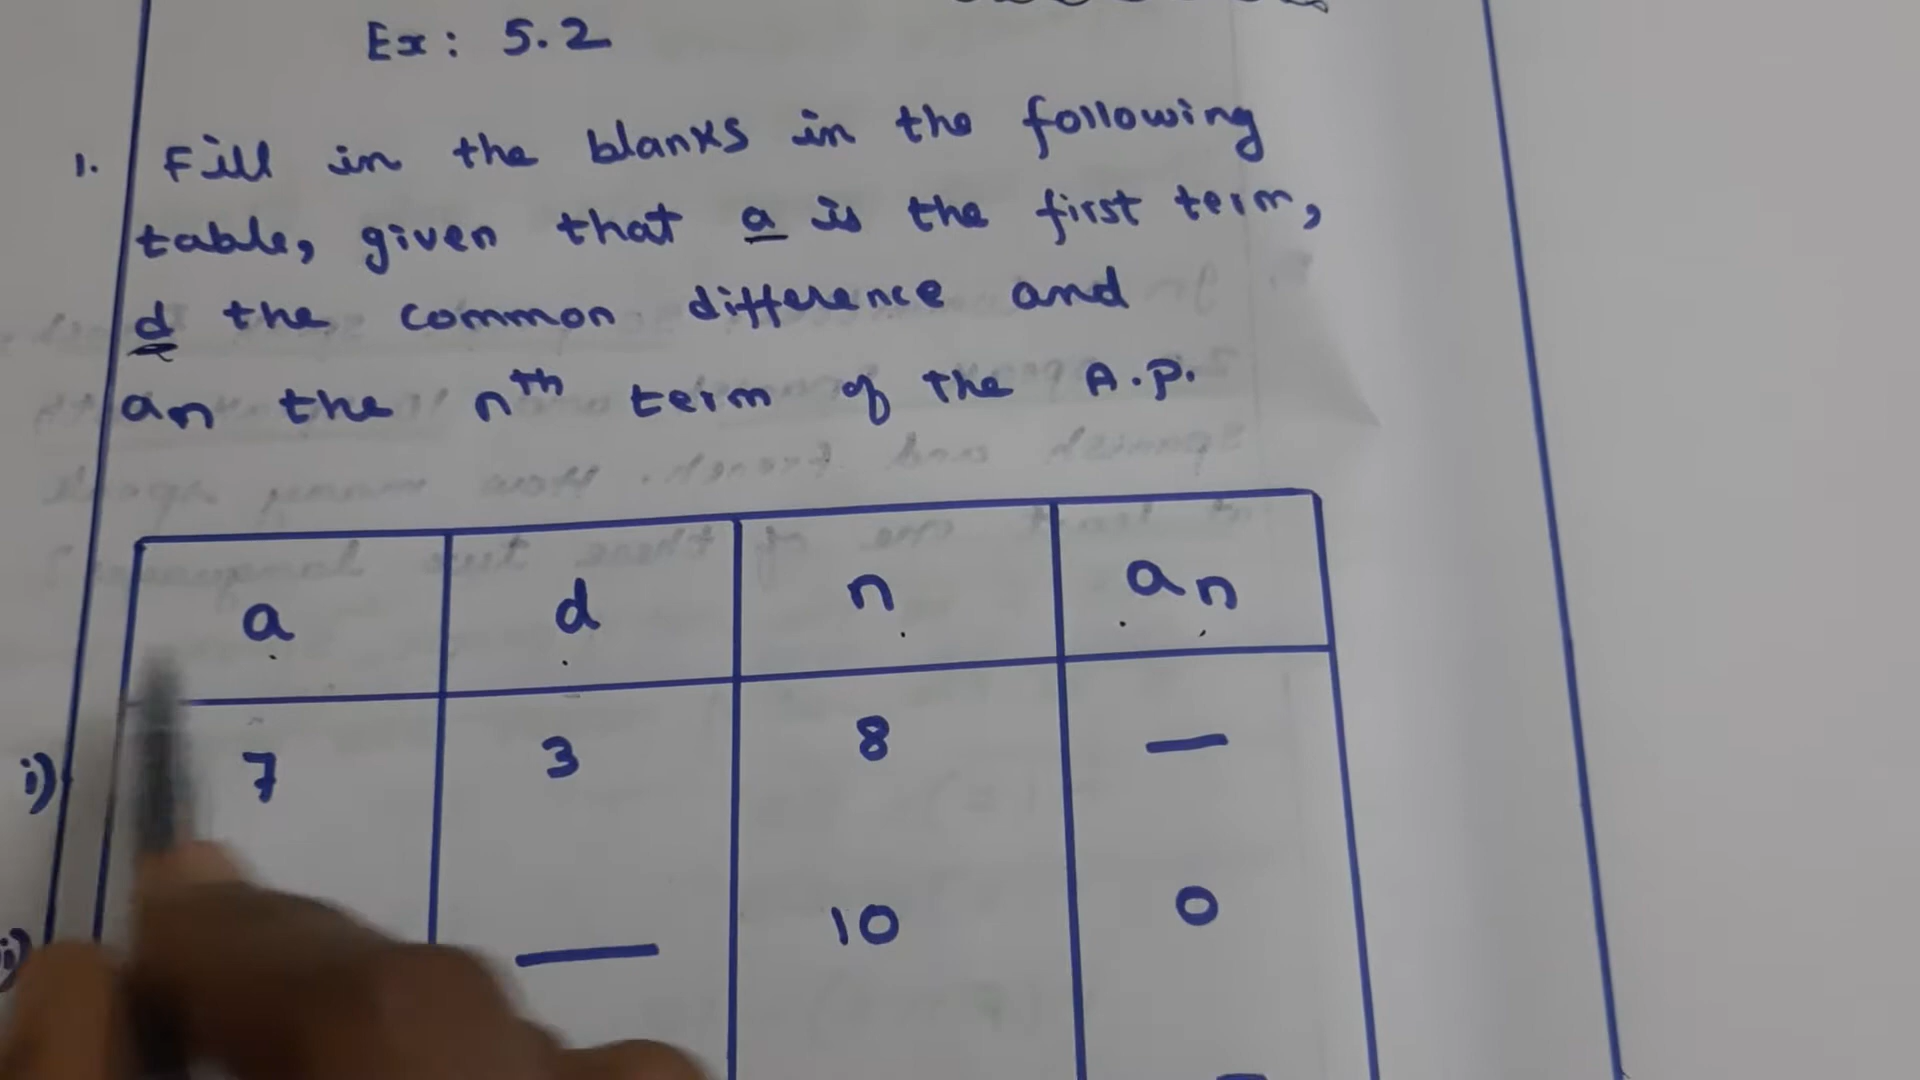 Ex: 5.2
1. Fill in the blanks in the following
table, given that a is the first term,
d the common difference and
an the nth term of the A.P.
a d n an
i) 7 3 8 —
— 10 0